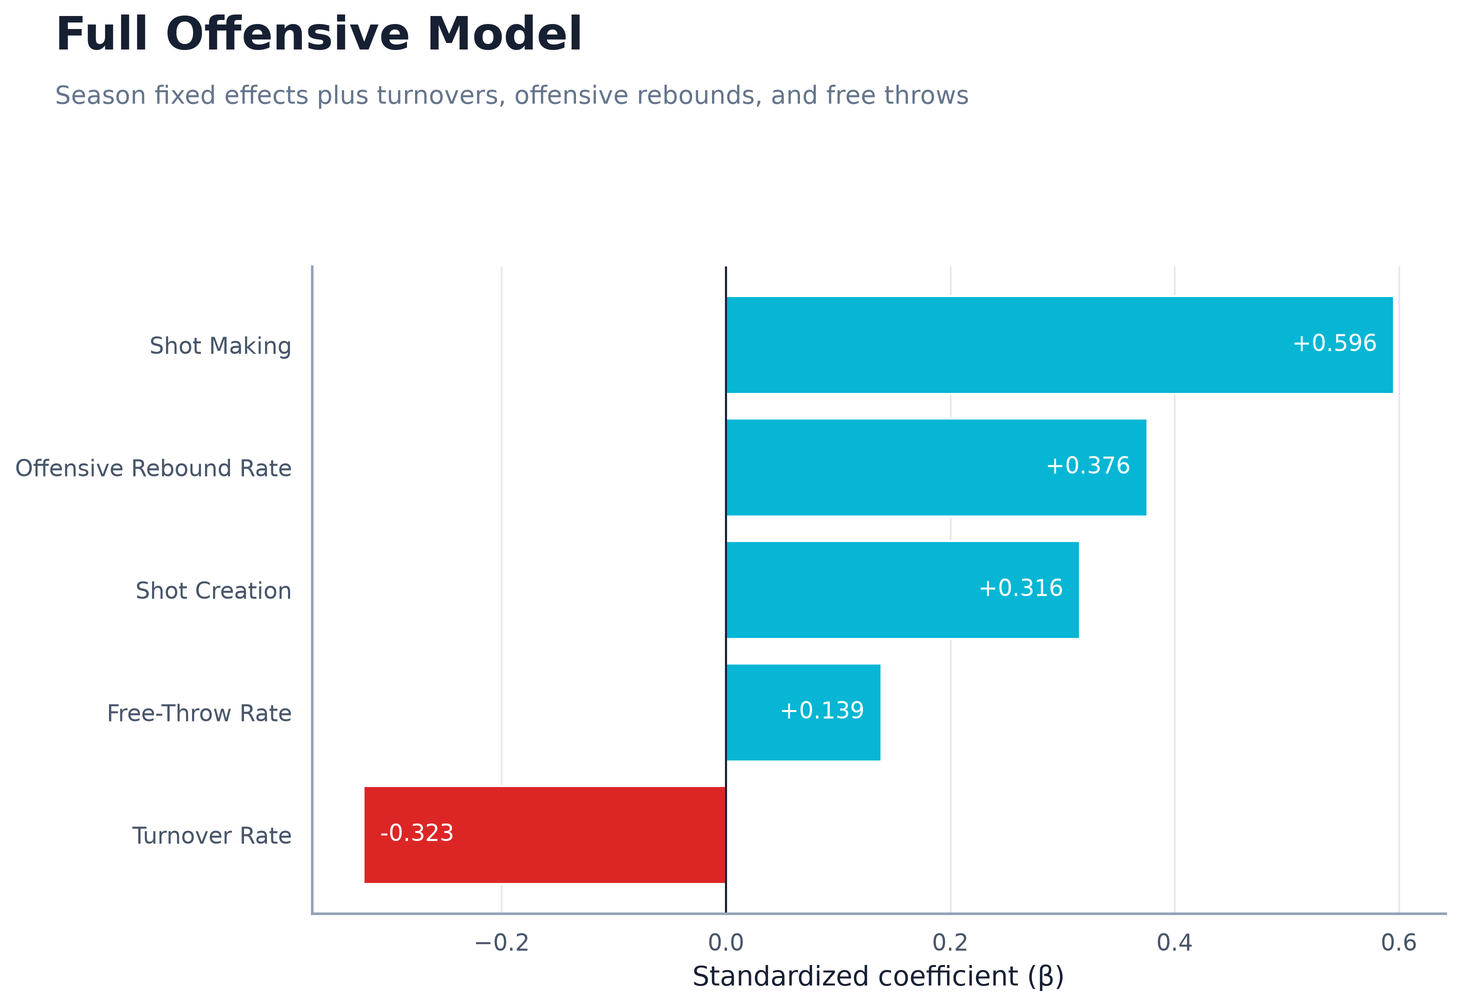 Full Offensive Model
Season fixed effects plus turnovers, offensive rebounds, and free throws
Shot Making
+0.596
Offensive Rebound Rate
+0.376
Shot Creation
+0.316
Free-Throw Rate
+0.139
Turnover Rate
-0.323
−0.2
0.0
0.2
0.4
0.6
Standardized coefficient (β)